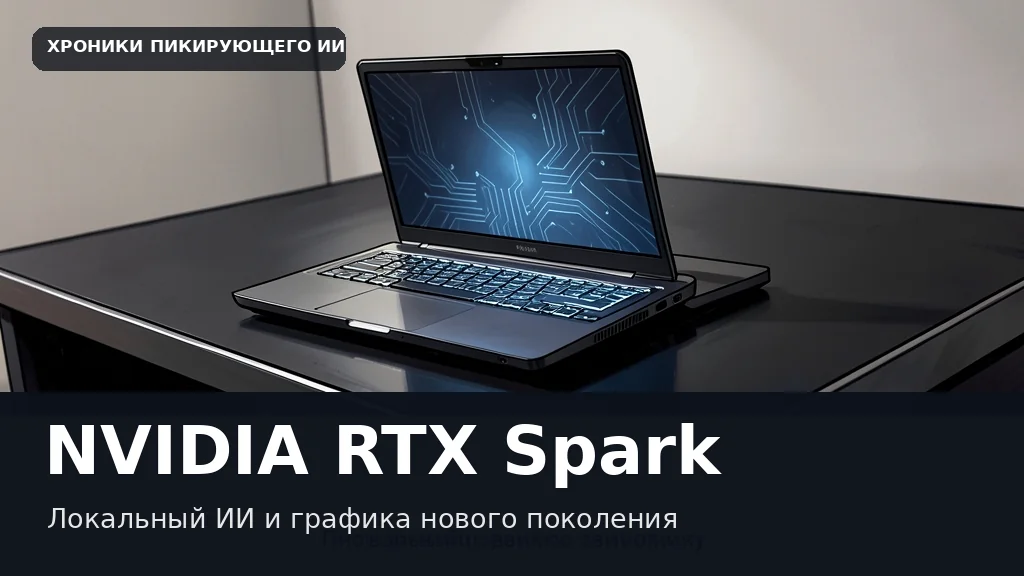 ХРОНИКИ ПИКИРУЮЩЕГО ИИ
NVIDIA RTX Spark
Локальный ИИ и графика нового поколения